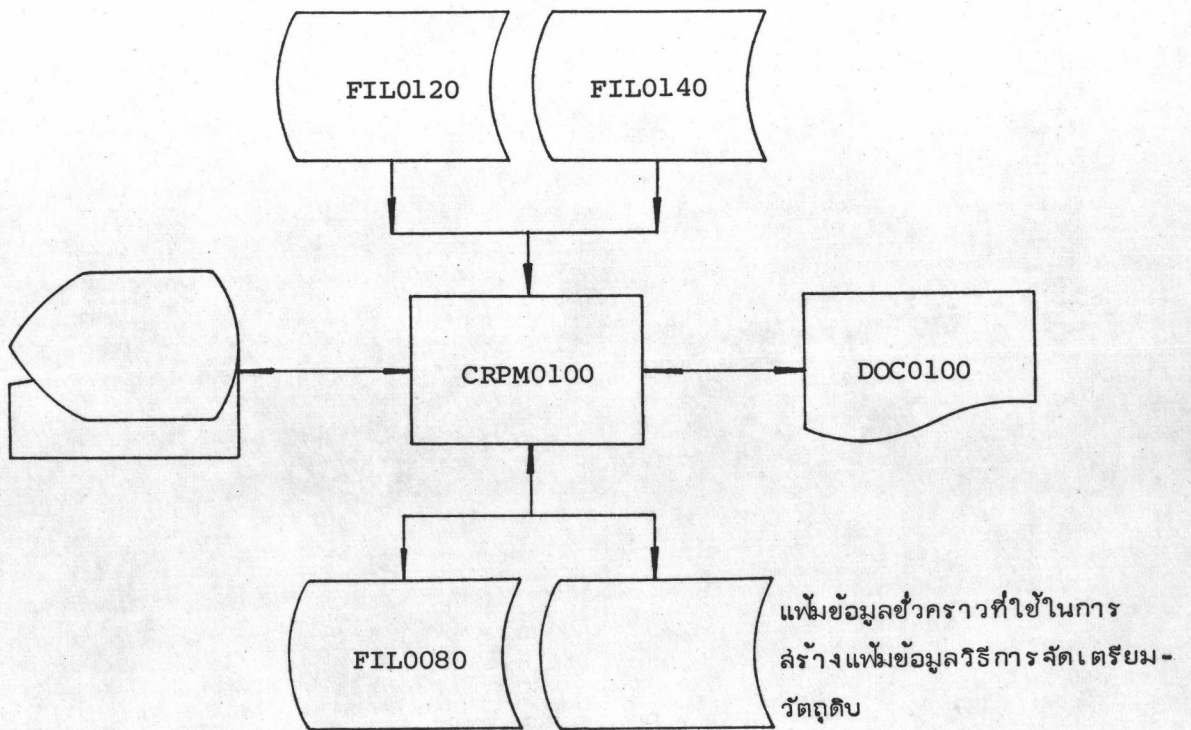 FIL0120 FIL0140
CRPM0100 DOC0100
แฟ้มข้อมูลชั่วคราวที่ใช้ในการ
FIL0080 สร้างแฟ้มข้อมูลวิธีการจัดเตรียม-
วัตถุดิบ